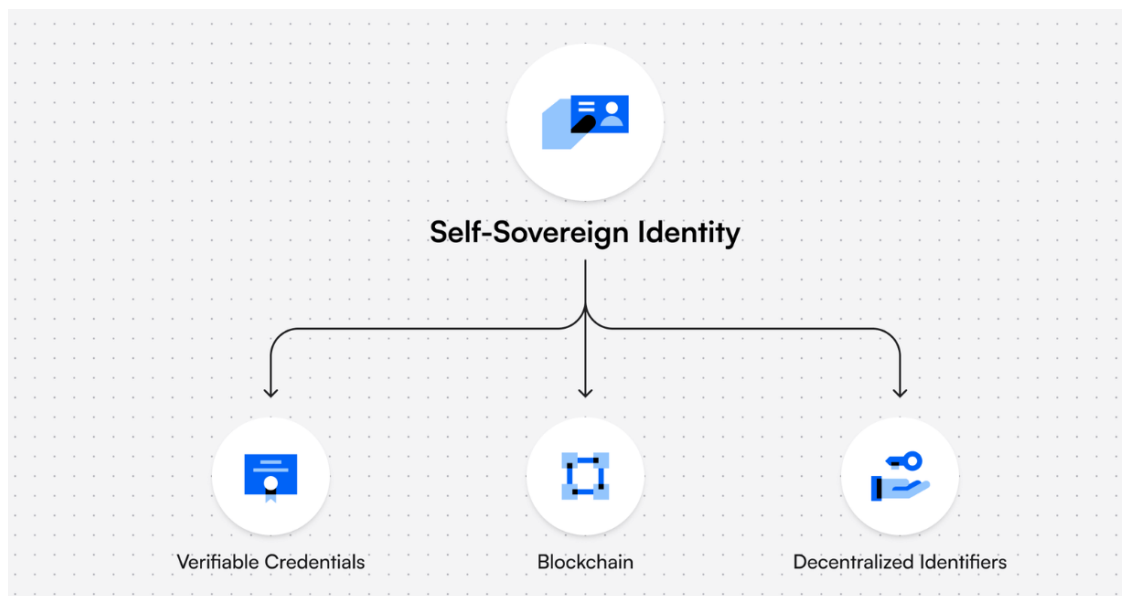 Self-Sovereign Identity
Verifiable Credentials
Blockchain
Decentralized Identifiers